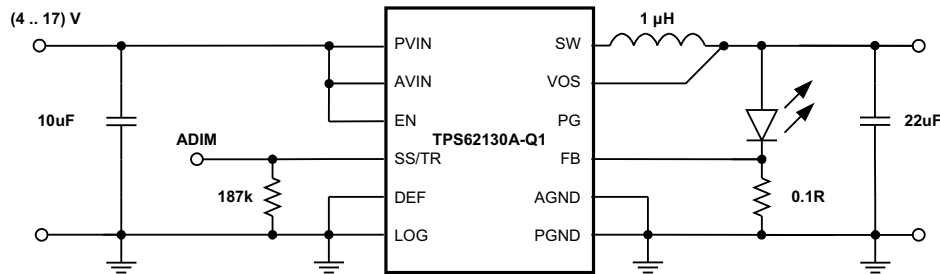 (4 .. 17) V
1 µH
PVIN
SW
AVIN
VOS
10uF
EN
PG
22uF
ADIM
TPS62130A-Q1
SS/TR
FB
187k
DEF
AGND
0.1R
LOG
PGND